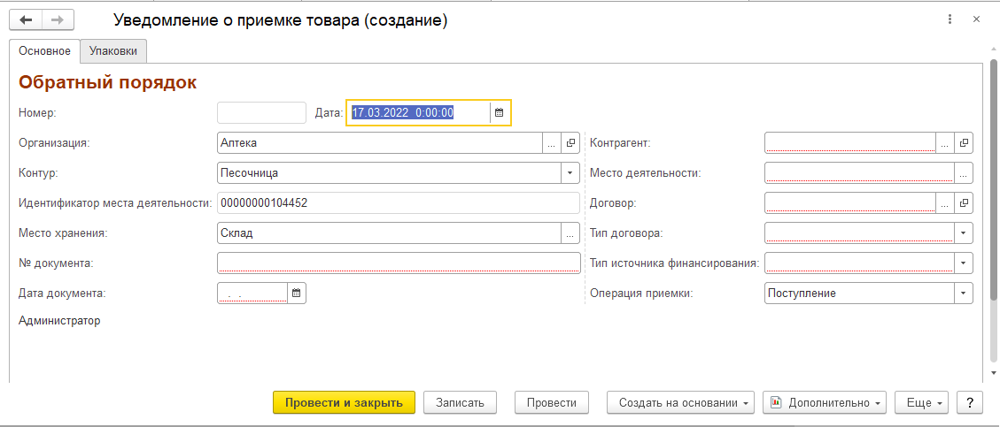 Уведомление о приемке товара (создание)
Основное Упаковки
Обратный порядок
Номер: Дата: 17.03.2022 0:00:00
Организация: Аптека ... Контрагент: ...
Контур: Песочница Место деятельности: ...
Идентификатор места деятельности: 00000000104452 Договор: ...
Место хранения: Склад ... Тип договора:
№ документа: Тип источника финансирования:
Дата документа: . . Операция приемки: Поступление
Администратор
Провести и закрыть Записать Провести Создать на основании Дополнительно Еще ?